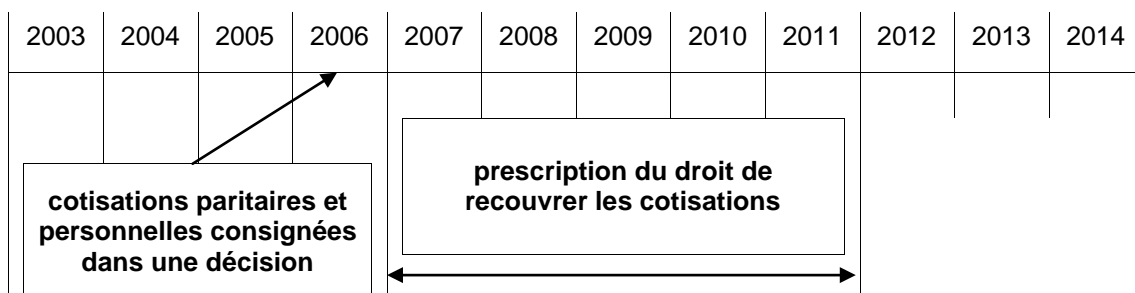 2003 2004 2005 2006 2007 2008 2009 2010 2011 2012 2013 2014
cotisations paritaires et
personnelles consignées
dans une décision
prescription du droit de
recouvrer les cotisations